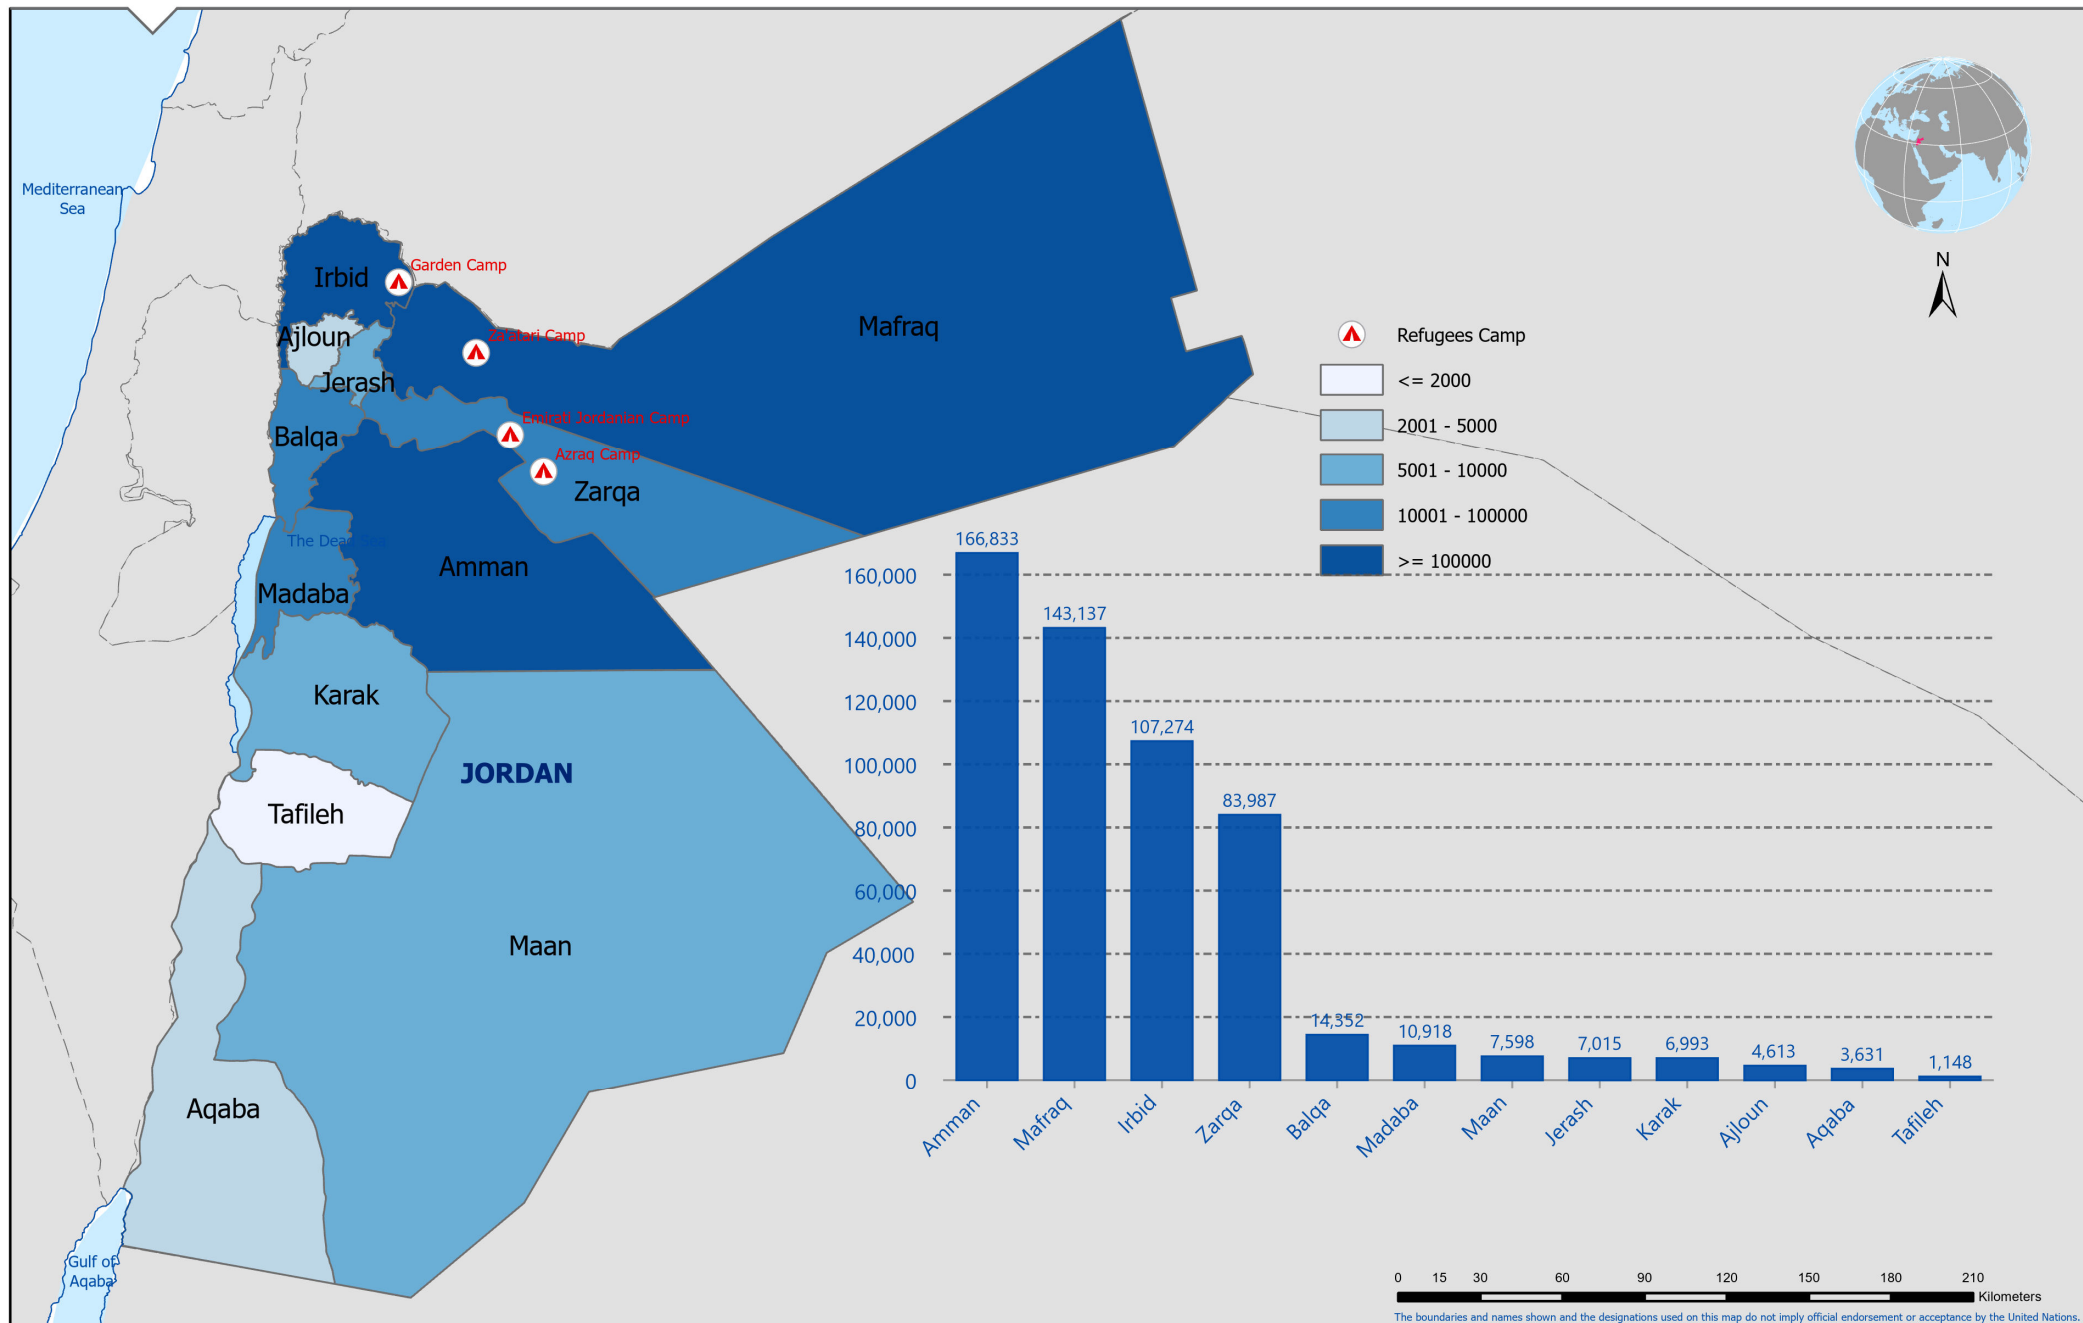 Mediterranean
Sea
Irbid
Garden Camp
Ajloun
Za'atari Camp
Jerash
Mafraq
Balqa
Emirati Jordanian Camp
Azraq Camp
Zarqa
The Dead Sea
Amman
Madaba
Karak
JORDAN
Tafileh
Maan
Aqaba
Gulf of
Aqaba
N
Refugees Camp
<= 2000
2001 - 5000
5001 - 10000
10001 - 100000
>= 100000
160,000
140,000
120,000
100,000
80,000
60,000
40,000
20,000
0
166,833
143,137
107,274
83,987
14,352
10,918
7,598
7,015
6,993
4,613
3,631
1,148
Amman
Mafraq
Irbid
Zarqa
Balqa
Madaba
Maan
Jerash
Karak
Ajloun
Aqaba
Tafileh
0 15 30 60 90 120 150 180 210
Kilometers
The boundaries and names shown and the designations used on this map do not imply official endorsement or acceptance by the United Nations.